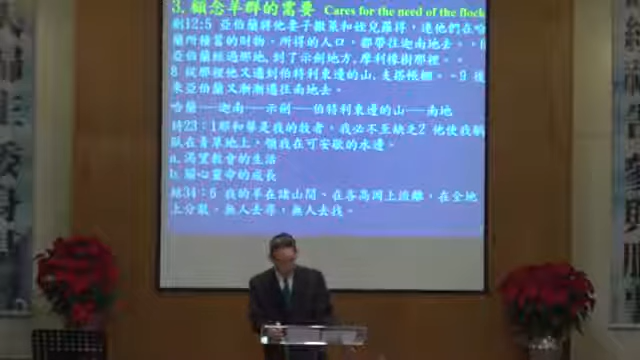 3. 顧念羊群的需要 Cares for the need of the flock
創12:5 亞伯蘭將他妻子撒萊和姪兒羅得，連他們在哈
蘭所積蓄的財物、所得的人口，都帶往迦南地去。
亞伯蘭經過那地，到了示劍地方，摩利橡樹那裡。
8 從那裡他又遷到伯特利東邊的山，支搭帳棚。-9 後
來亞伯蘭又漸漸遷往南地去。
哈蘭——迦南——示劍——伯特利東邊的山——南地
詩23：1耶和華是我的牧者，我必不至缺乏2 他使我躺
臥在青草地上，領我在可安歇的水邊。
a. 渴望教會的生活
b. 關心靈命的成長
結34：6 我的羊在諸山間、在各高岡上流離，在全地
上分散，無人去尋，無人去找。